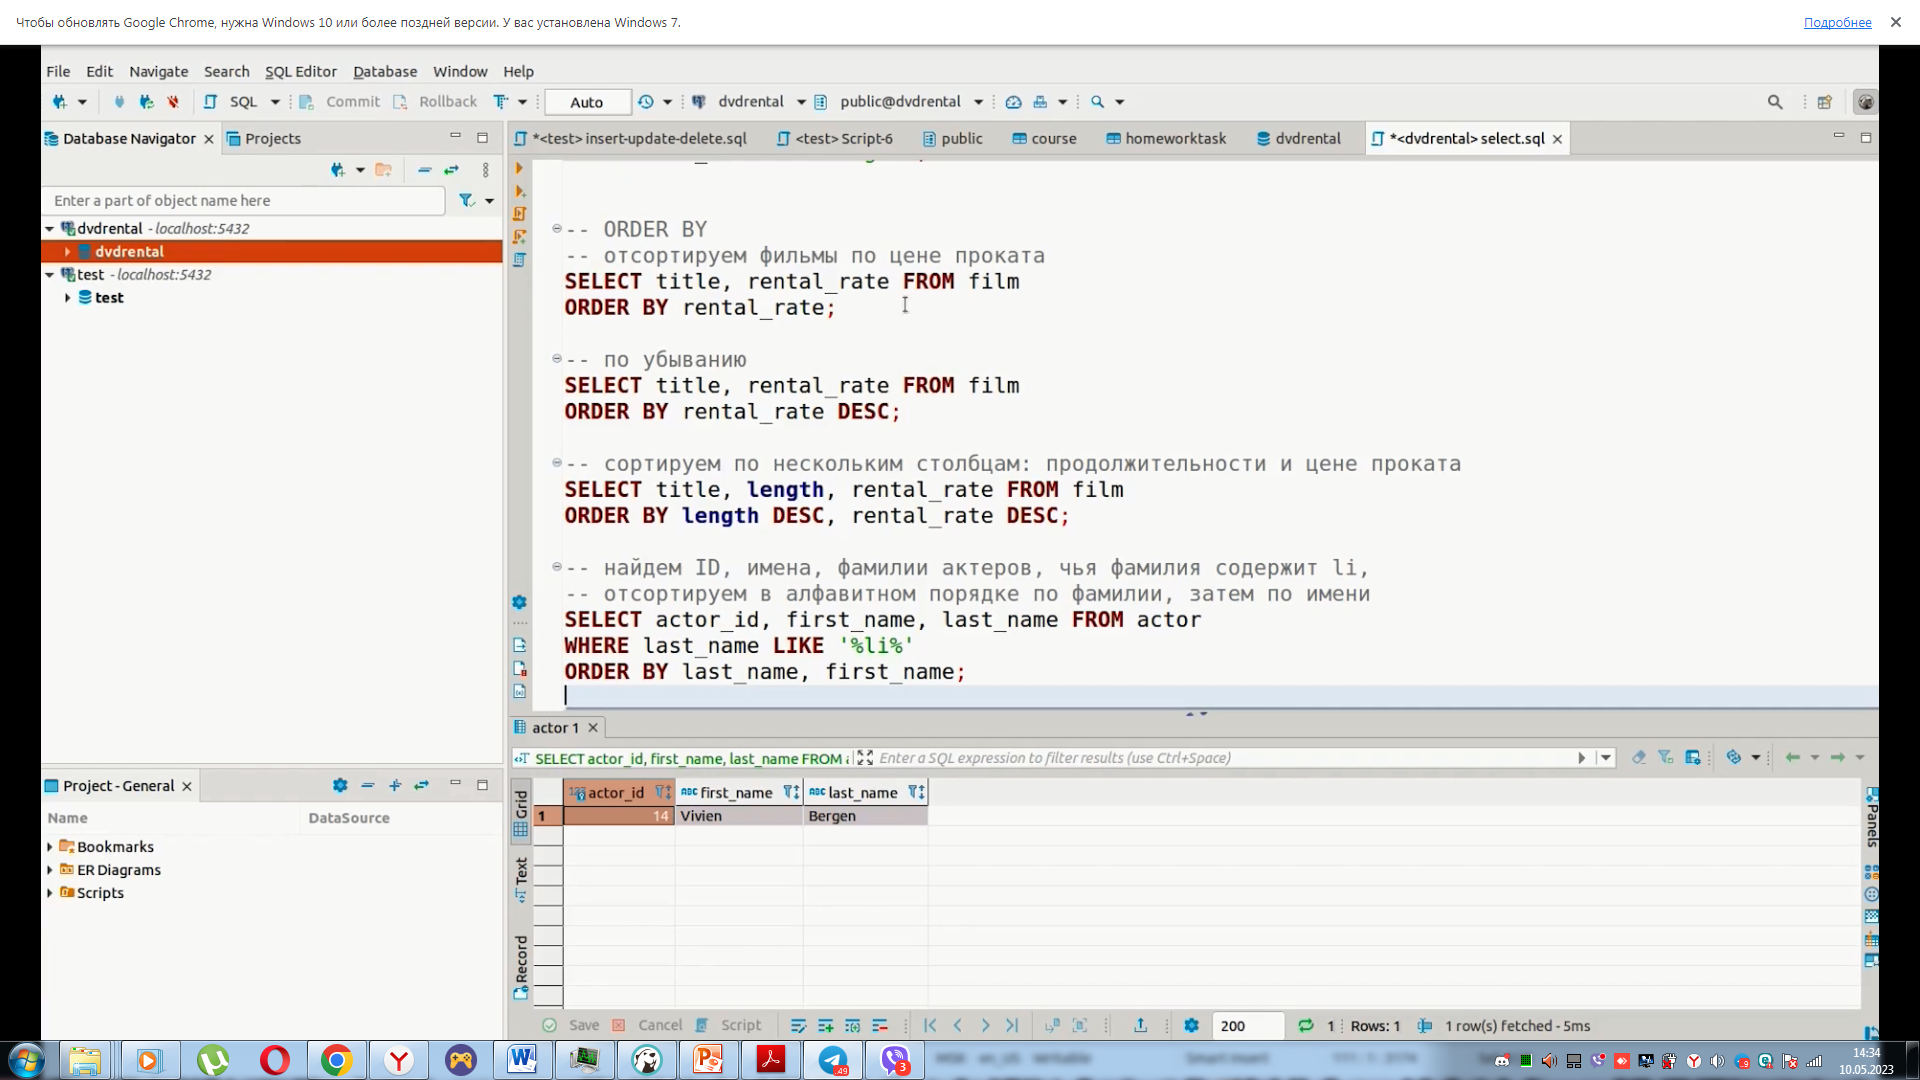 Чтобы обновлять Google Chrome, нужна Windows 10 или более поздней версии. У вас установлена Windows 7.
Подробнее
File Edit Navigate Search SQL Editor Database Window Help
SQL Commit Rollback Auto dvdrental public@dvdrental
Database Navigator Projects
*<test> insert-update-delete.sql <test> Script-6 public course homeworktask dvdrental *<dvdrental> select.sql
Enter a part of object name here
dvdrental - localhost:5432
dvdrental
test - localhost:5432
test
-- ORDER BY
-- отсортируем фильмы по цене проката
SELECT title, rental_rate FROM film
ORDER BY rental_rate;
-- по убыванию
SELECT title, rental_rate FROM film
ORDER BY rental_rate DESC;
-- сортируем по нескольким столбцам: продолжительности и цене проката
SELECT title, length, rental_rate FROM film
ORDER BY length DESC, rental_rate DESC;
-- найдем ID, имена, фамилии актеров, чья фамилия содержит li,
-- отсортируем в алфавитном порядке по фамилии, затем по имени
SELECT actor_id, first_name, last_name FROM actor
WHERE last_name LIKE '%li%'
ORDER BY last_name, first_name;
Project - General
Name DataSource
Bookmarks
ER Diagrams
Scripts
actor 1
SELECT actor_id, first_name, last_name FROM
Enter a SQL expression to filter results (use Ctrl+Space)
Grid
Text
Record
Panels
actor_id first_name last_name
1 14 Vivien Bergen
Save Cancel Script 200 1 Rows: 1 1 row(s) fetched - 5ms
14:34
10.05.2023